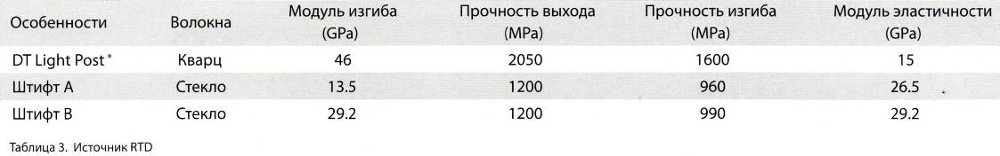 Особенности Волокна Модуль изгиба (GPa) Прочность выхода (MPa) Прочность изгиба (MPa) Модуль эластичности (GPa)
DT Light Post® Кварц 46 2050 1600 15
Штифт А Стекло 13.5 1200 960 26.5
Штифт В Стекло 29.2 1200 990 29.2
Таблица 3. Источник RTD